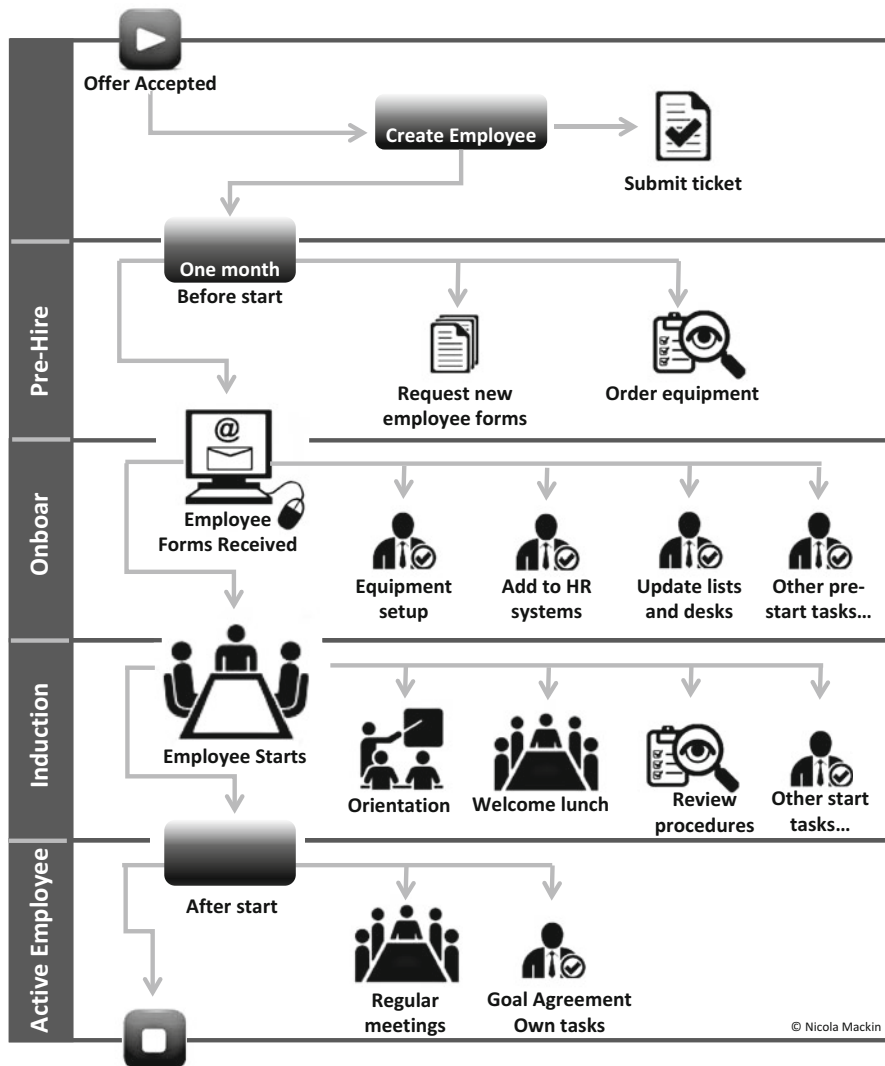 Offer Accepted
Create Employee
Submit ticket
Pre-Hire
One month
Before start
Request new
employee forms
Order equipment
Onboar
@
Employee
Forms Received
Equipment
setup
Add to HR
systems
Update lists
and desks
Other pre-
start tasks...
Induction
Employee Starts
Orientation
Welcome lunch
Review
procedures
Other start
tasks...
Active Employee
After start
Regular
meetings
Goal Agreement
Own tasks
© Nicola Mackin